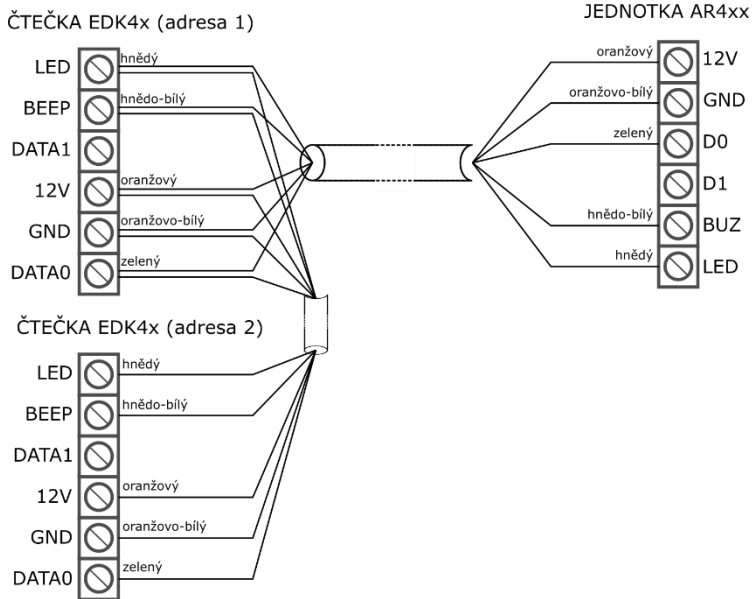 ČTEČKA EDK4x (adresa 1)
LED hnědý
BEEP hnědo-bílý
DATA1
12V oranžový
GND oranžovo-bílý
DATA0 zelený
JEDNOTKA AR4xx
oranžový 12V
oranžovo-bílý GND
zelený D0
D1
hnědo-bílý BUZ
hnědý LED
ČTEČKA EDK4x (adresa 2)
LED hnědý
BEEP hnědo-bílý
DATA1
12V oranžový
GND oranžovo-bílý
DATA0 zelený